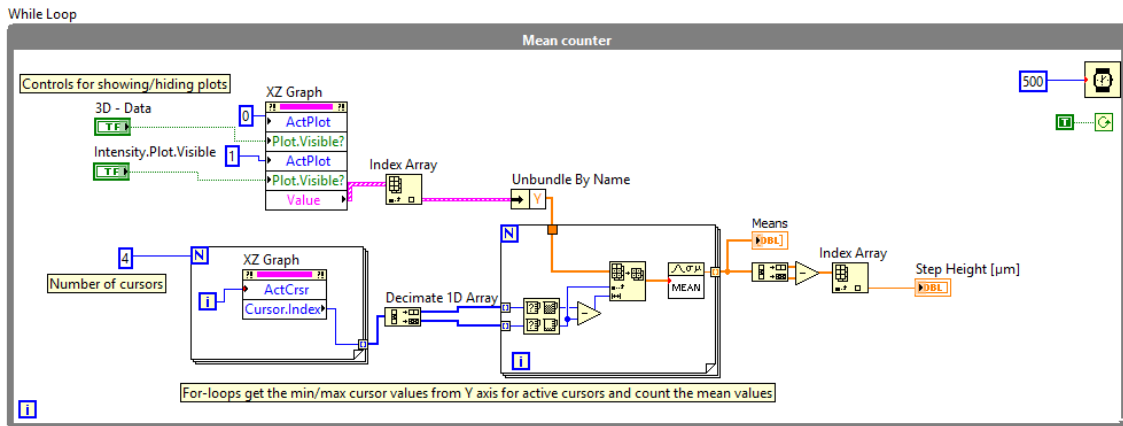 While Loop
Mean counter
Controls for showing/hiding plots
XZ Graph
500
3D - Data
0
ActPlot
TF
Plot.Visible?
T
Intensity.Plot.Visible
1
ActPlot
TF
Plot.Visible?
Index Array
Value
Unbundle By Name
Y
Means
N
DBL
4
N
XZ Graph
Index Array
Step Height [µm]
Number of cursors
ActCrsr
σμ
MEAN
DBL
i
Cursor.Index
Decimate 1D Array
i
For-loops get the min/max cursor values from Y axis for active cursors and count the mean values
i